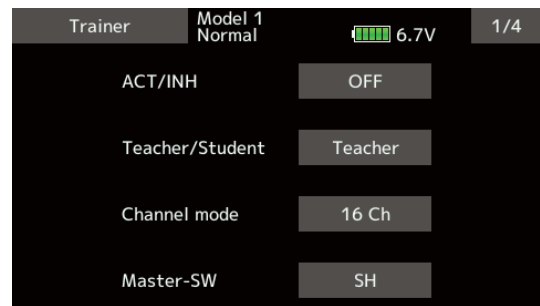 Trainer
Model 1
Normal
6.7V
1/4
ACT/INH OFF
Teacher/Student Teacher
Channel mode 16 Ch
Master-SW SH